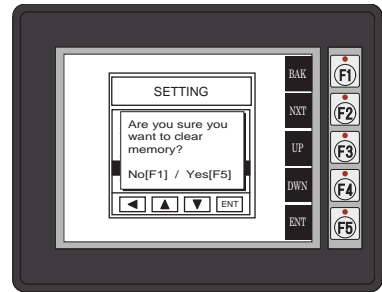 SETTING
Are you sure you
want to clear
memory?
No[F1] / Yes[F5]
ENT
BAK
NXT
UP
DWN
ENT
F1
F2
F3
F4
F5